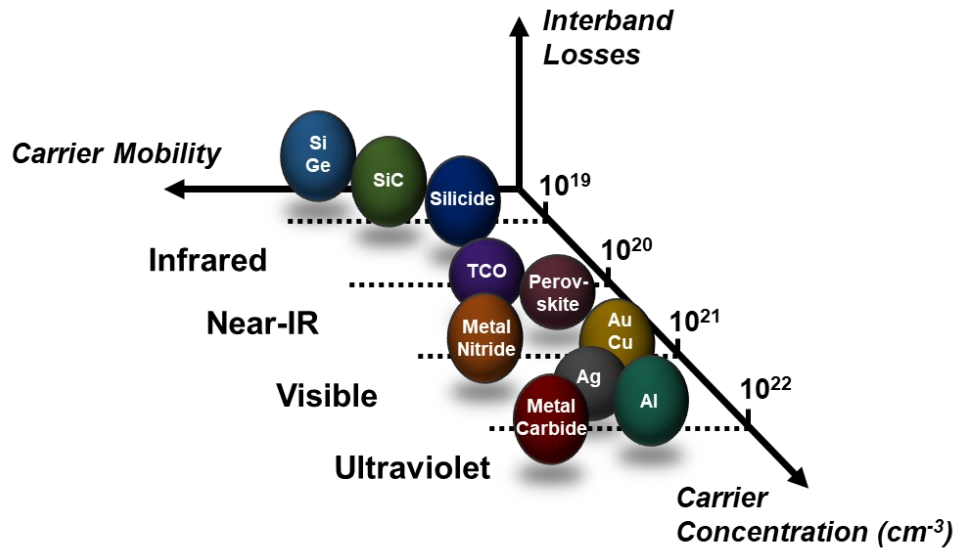 Interband
Losses
Carrier Mobility
Si
Ge
SiC
Silicide
10¹⁹
Infrared
TCO
Perov-
skite
10²⁰
Near-IR
Metal
Nitride
Au
Cu
10²¹
Visible
Ag
Al
Metal
Carbide
10²²
Ultraviolet
Carrier
Concentration (cm⁻³)